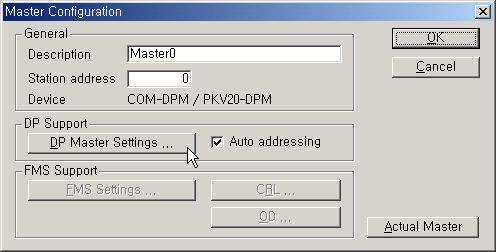 Master Configuration
General
Description Master0
Station address 0
Device COM-DPM / PKV20-DPM
OK
Cancel
DP Support
DP Master Settings ... Auto addressing
FMS Support
FMS Settings ... CRL ...
OD ...
Actual Master